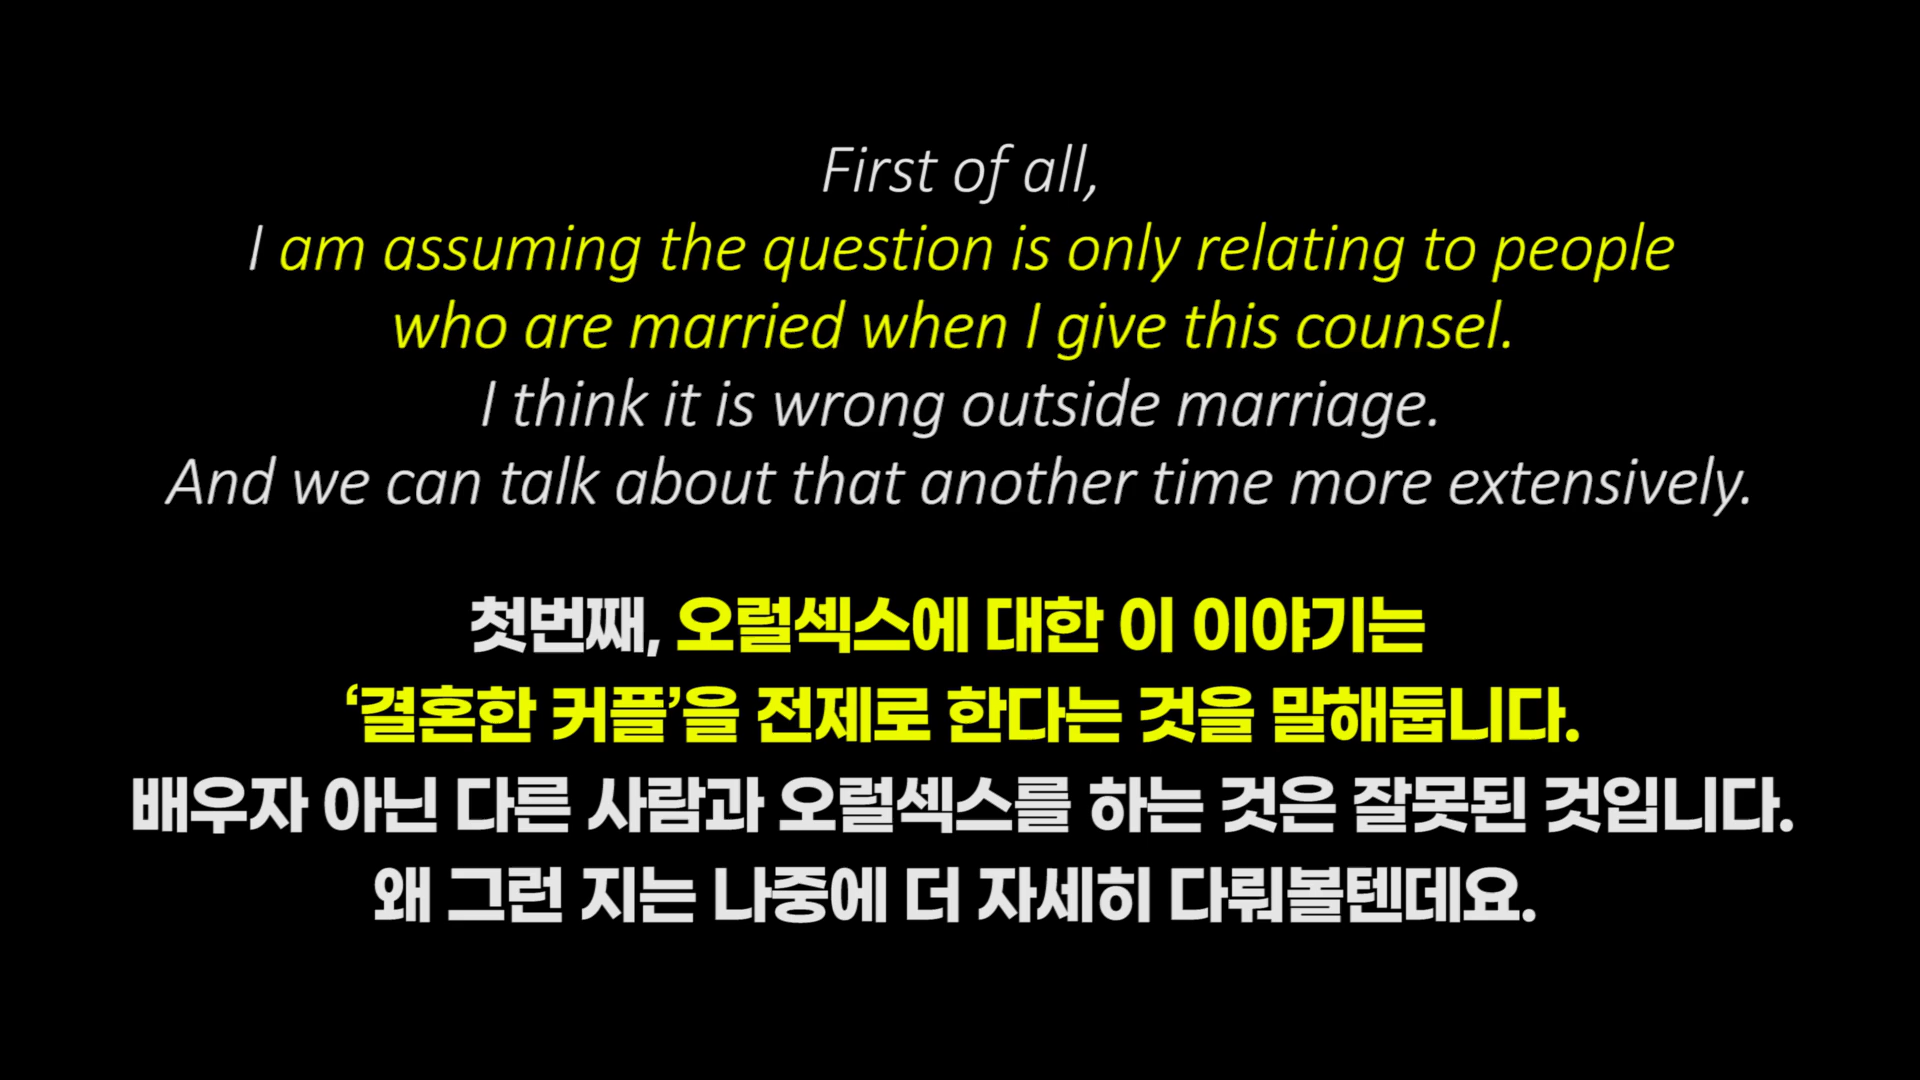 First of all,
I am assuming the question is only relating to people
who are married when I give this counsel.
I think it is wrong outside marriage.
And we can talk about that another time more extensively.
첫번째, 오럴섹스에 대한 이 이야기는
‘결혼한 커플’을 전제로 한다는 것을 말해둡니다.
배우자 아닌 다른 사람과 오럴섹스를 하는 것은 잘못된 것입니다.
왜 그런 지는 나중에 더 자세히 다뤄볼텐데요.